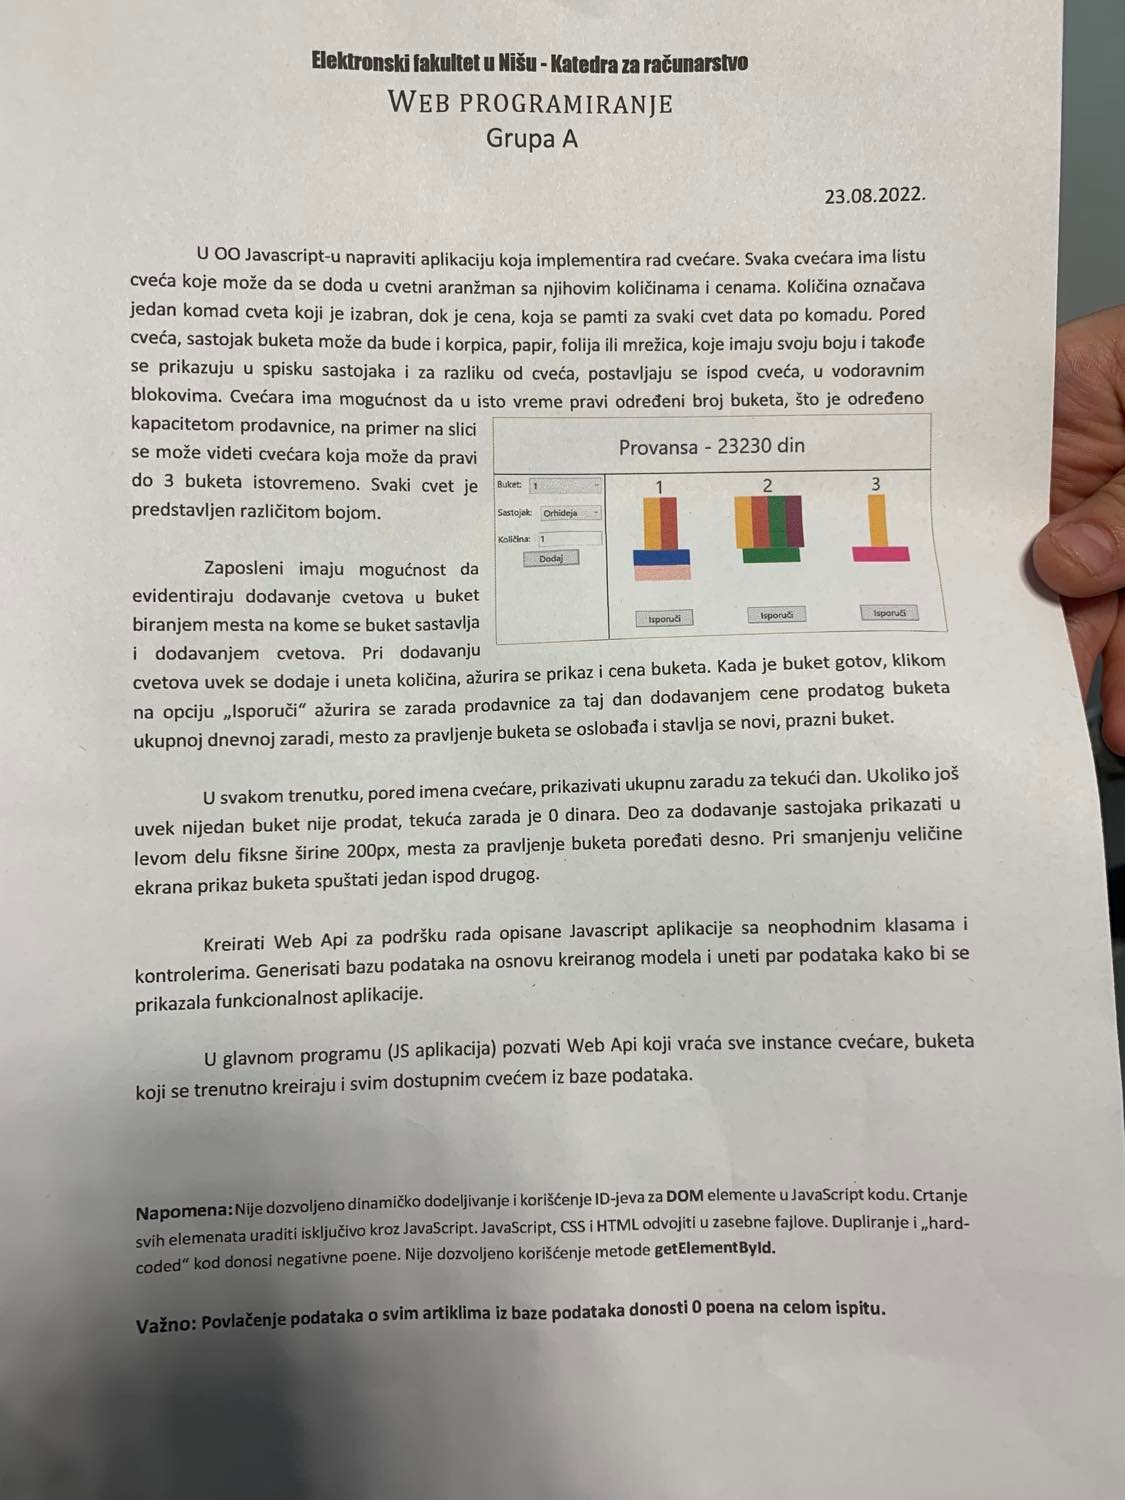 Elektronski fakultet u Nišu - Katedra za računarstvo
WEB PROGRAMIRANJE
Grupa A
23.08.2022.
U OO Javascript-u napraviti aplikaciju koja implementira rad cvećare. Svaka cvećara ima listu
cveća koje može da se doda u cvetni aranžman sa njihovim količinama i cenama. Količina označava
jedan komad cveta koji je izabran, dok je cena, koja se pamti za svaki cvet data po komadu. Pored
cveća, sastojak buketa može da bude i korpica, papir, folija ili mrežica, koje imaju svoju boju i takođe
se prikazuju u spisku sastojaka i za razliku od cveća, postavljaju se ispod cveća, u vodoravnim
blokovima. Cvećara ima mogućnost da u isto vreme pravi određeni broj buketa, što je određeno
kapacitetom prodavnice, na primer na slici
se može videti cvećara koja može da pravi
do 3 buketa istovremeno. Svaki cvet je
predstavljen različitom bojom.
Provansa - 23230 din
Buket: 1
Sastojak: Orhideja
Količina: 1
Dodaj
1 2 3
Isporuči Isporuči Isporuči
Zaposleni imaju mogućnost da
evidentiraju dodavanje cvetova u buket
biranjem mesta na kome se buket sastavlja
i dodavanjem cvetova. Pri dodavanju
cvetova uvek se dodaje i uneta količina, ažurira se prikaz i cena buketa. Kada je buket gotov, klikom
na opciju „Isporuči“ ažurira se zarada prodavnice za taj dan dodavanjem cene prodatog buketa
ukupnoj dnevnoj zaradi, mesto za pravljenje buketa se oslobađa i stavlja se novi, prazni buket.
U svakom trenutku, pored imena cvećare, prikazivati ukupnu zaradu za tekući dan. Ukoliko još
uvek nijedan buket nije prodat, tekuća zarada je 0 dinara. Deo za dodavanje sastojaka prikazati u
levom delu fiksne širine 200px, mesta za pravljenje buketa poređati desno. Pri smanjenju veličine
ekrana prikaz buketa spuštati jedan ispod drugog.
Kreirati Web Api za podršku rada opisane Javascript aplikacije sa neophodnim klasama i
kontrolerima. Generisati bazu podataka na osnovu kreiranog modela i uneti par podataka kako bi se
prikazala funkcionalnost aplikacije.
U glavnom programu (JS aplikacija) pozvati Web Api koji vraća sve instance cvećare, buketa
koji se trenutno kreiraju i svim dostupnim cvećem iz baze podataka.
Napomena: Nije dozvoljeno dinamičko dodeljivanje i korišćenje ID-jeva za DOM elemente u JavaScript kodu. Crtanje
svih elemenata uraditi isključivo kroz JavaScript. JavaScript, CSS i HTML odvojiti u zasebne fajlove. Dupliranje i „hard-
coded“ kod donosi negativne poene. Nije dozvoljeno korišćenje metode getElementById.
Važno: Povlačenje podataka o svim artiklima iz baze podataka donosti 0 poena na celom ispitu.